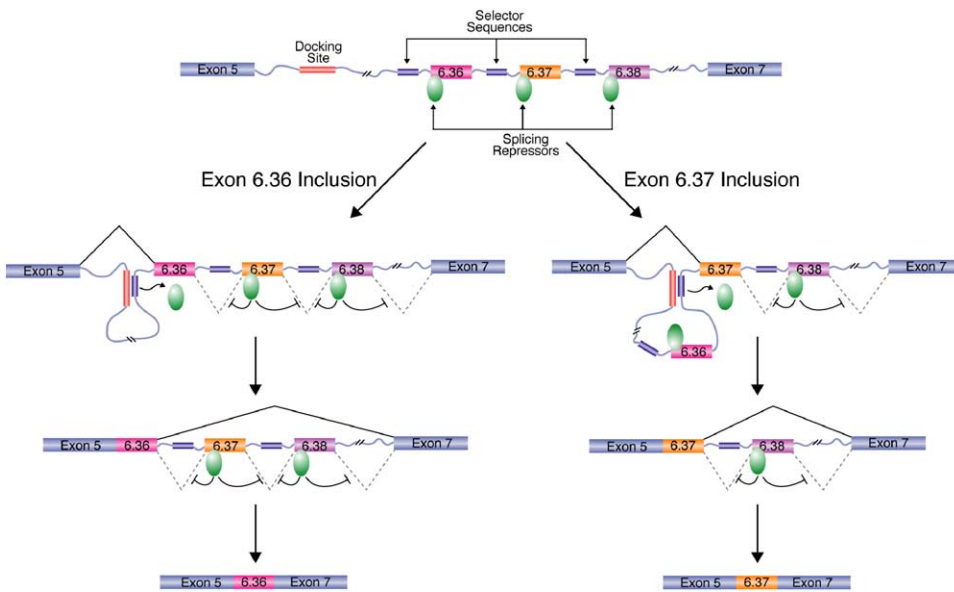 Selector
Sequences
Docking
Site
Exon 5
6.36
6.37
6.38
Exon 7
Splicing
Repressors
Exon 6.36 Inclusion
Exon 6.37 Inclusion
Exon 5
6.36
6.37
6.38
Exon 7
Exon 5
6.37
6.38
Exon 7
6.36
Exon 5
6.36
6.37
6.38
Exon 7
Exon 5
6.37
6.38
Exon 7
Exon 5
6.36
Exon 7
Exon 5
6.37
Exon 7